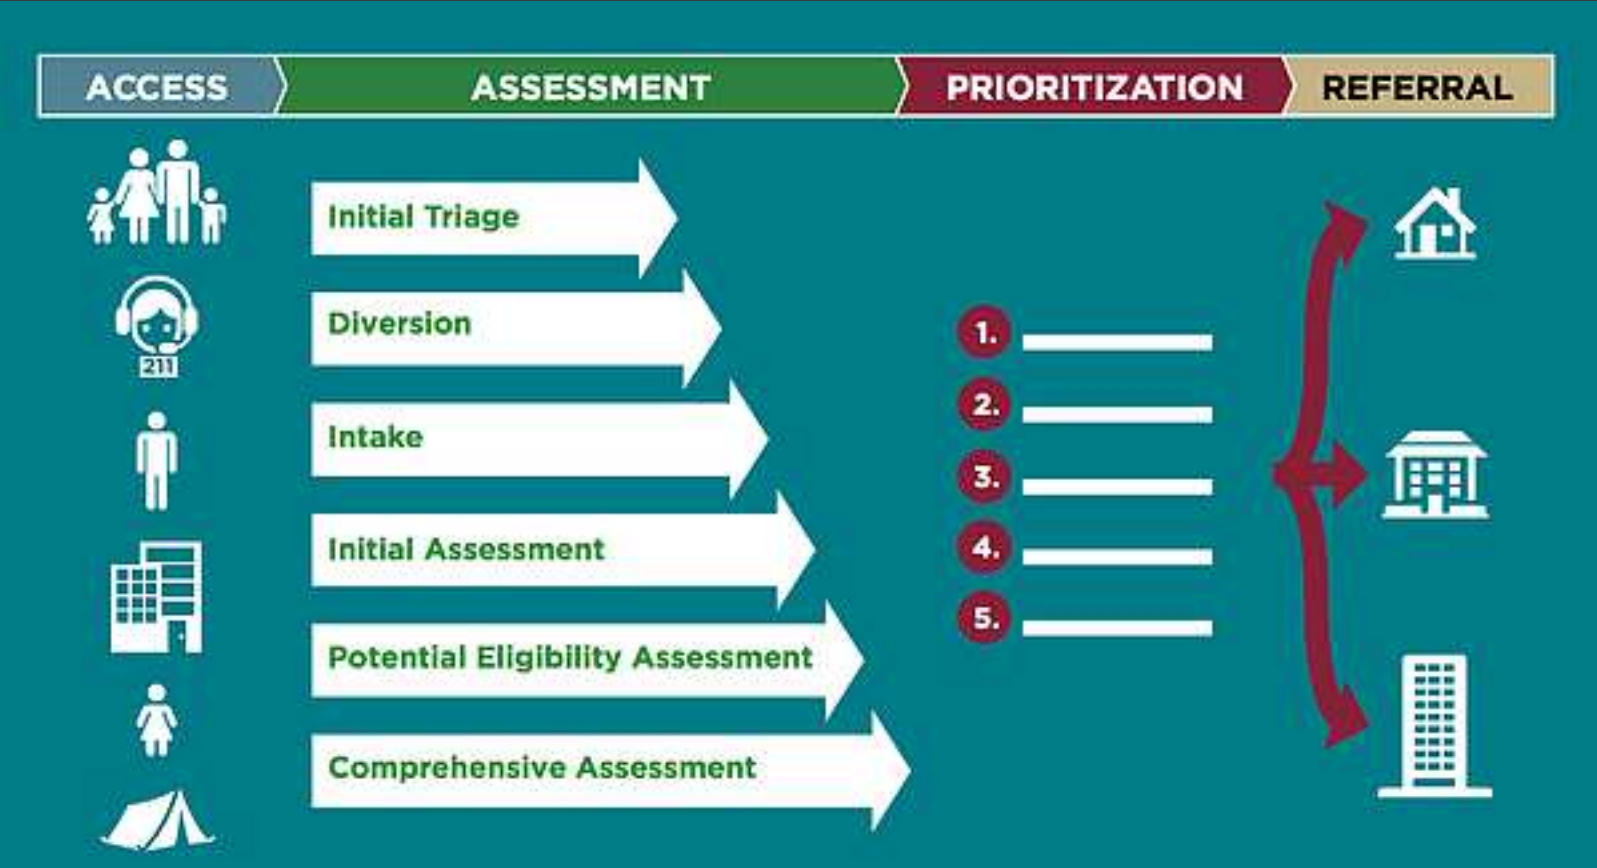 ACCESS
ASSESSMENT
PRIORITIZATION
REFERRAL
211
Initial Triage
Diversion
Intake
Initial Assessment
Potential Eligibility Assessment
Comprehensive Assessment
1.
2.
3.
4.
5.